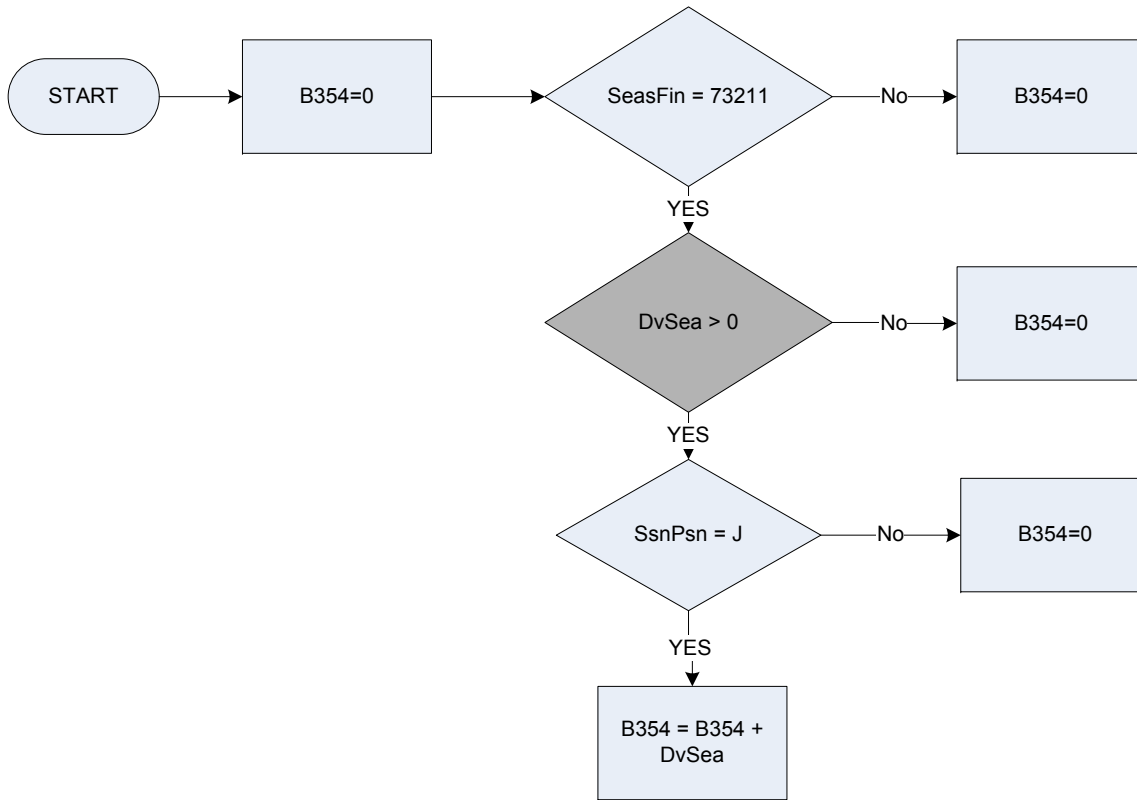 START
B354=0
SeasFin = 73211
No
B354=0
YES
DvSea > 0
No
B354=0
YES
SsnPsn = J
No
B354=0
YES
B354 = B354 +
DvSea